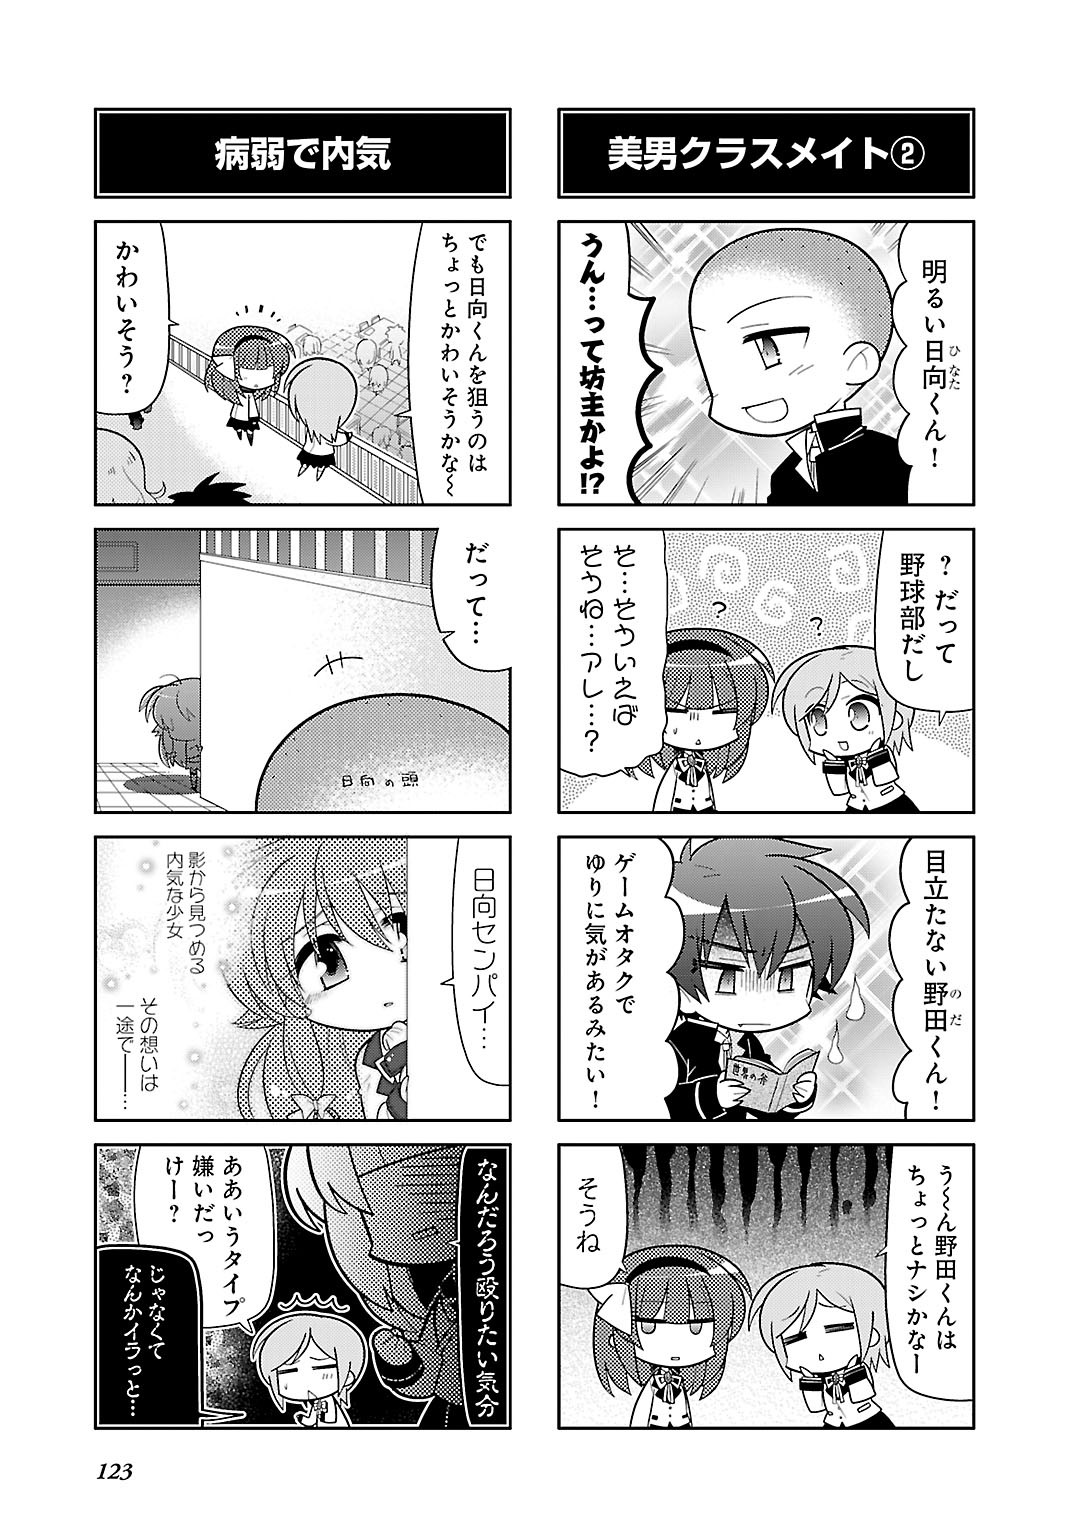 美男クラスメイト②
明るい日向くん！
ひなた
うん…って坊主かよ!?
？だって
野球部だし
？
？
そ…そういえば
そうね…アレ…？
目立たない野田くん！
のだ
ゲームオタクで
ゆりに気があるみたい！
世界の斧
う〜ん野田くんは
ちょっとナシかなー
そうね
病弱で内気
でも日向くんを狙うのは
ちょっとかわいそうかな〜
かわいそう？
だって…
日向の頭
日向センパイ…
影から見つめる
内気な少女
その想いは
一途で――…
なんだろう殴りたい気分
ああいうタイプ
嫌いだっ
けー？
じゃなくて
なんかイラっと…
123